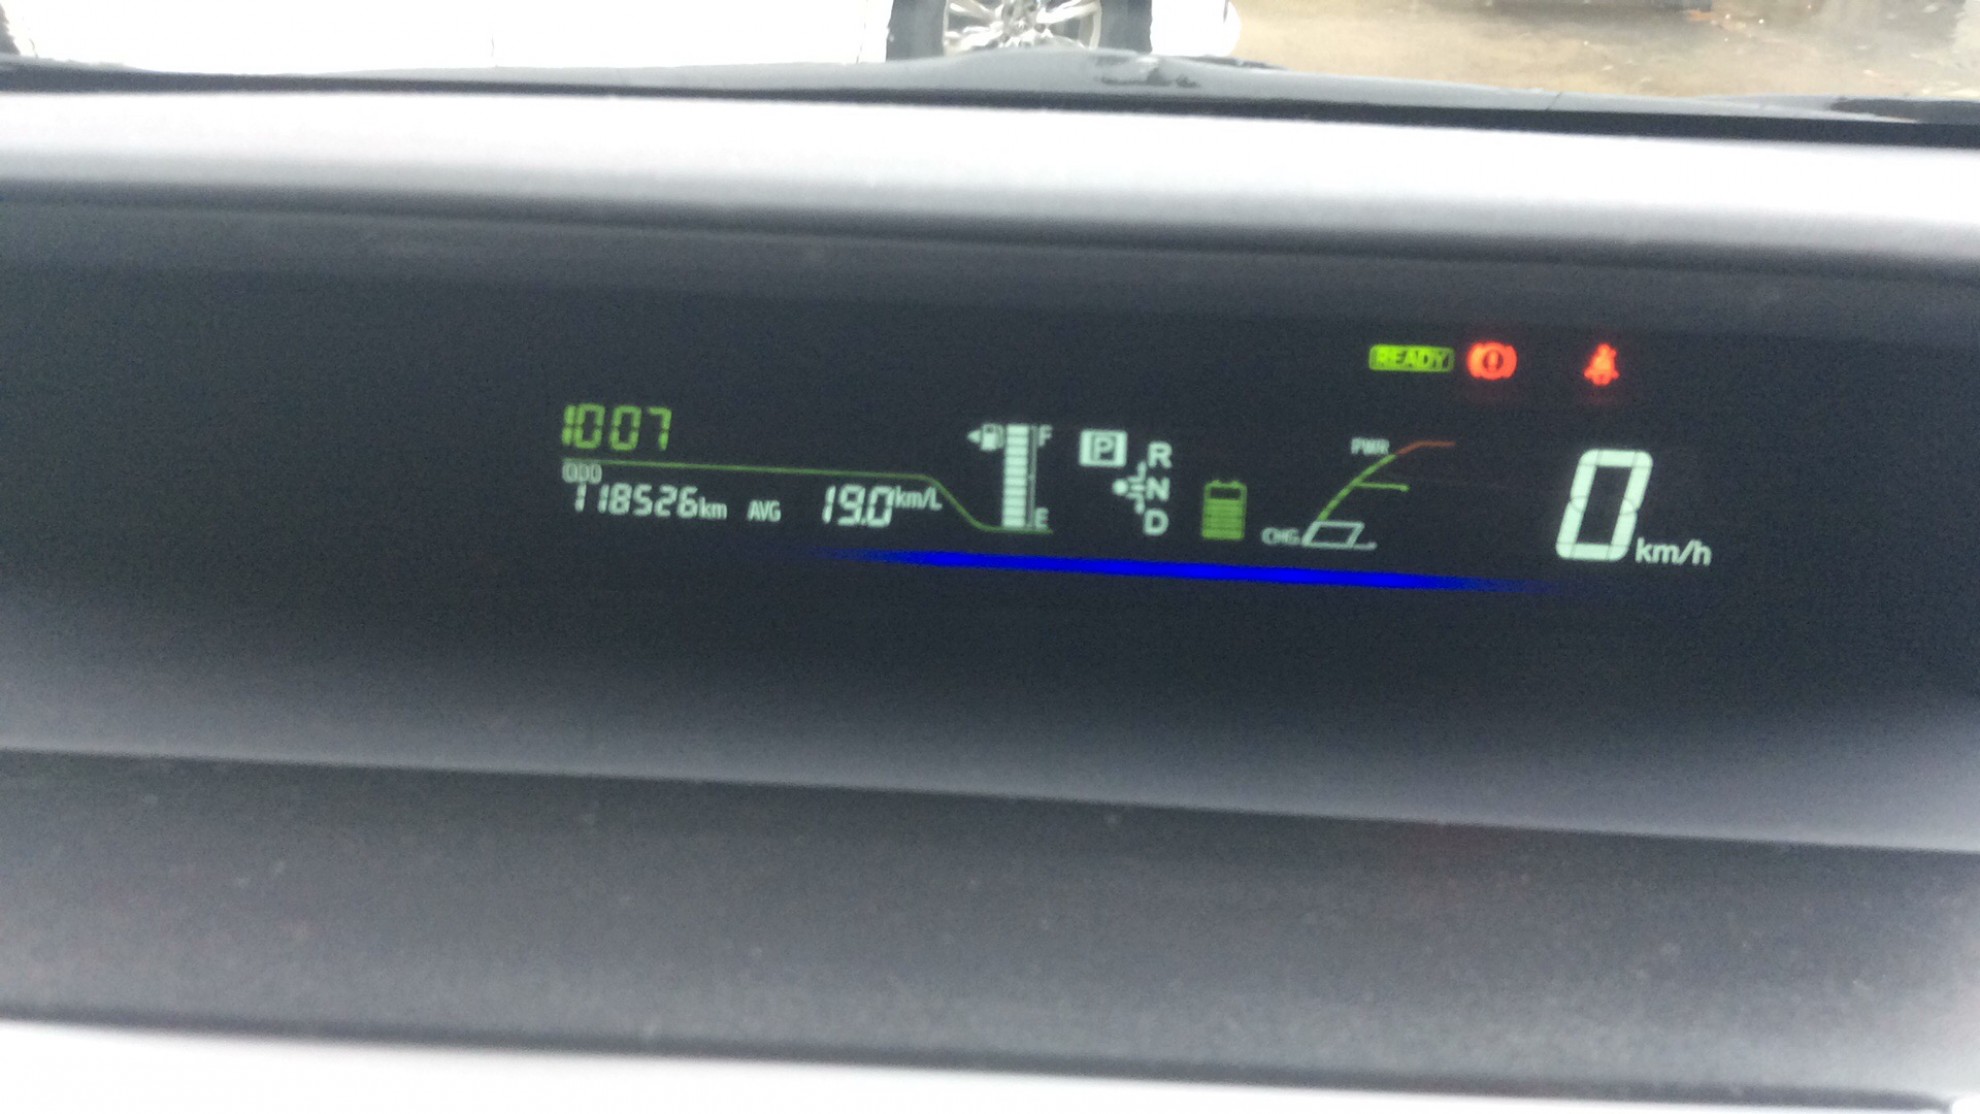 READY
1007
ODO
118526km AVG 19.0km/L
F
E
P
R
N
D
PWR
CHG
0km/h